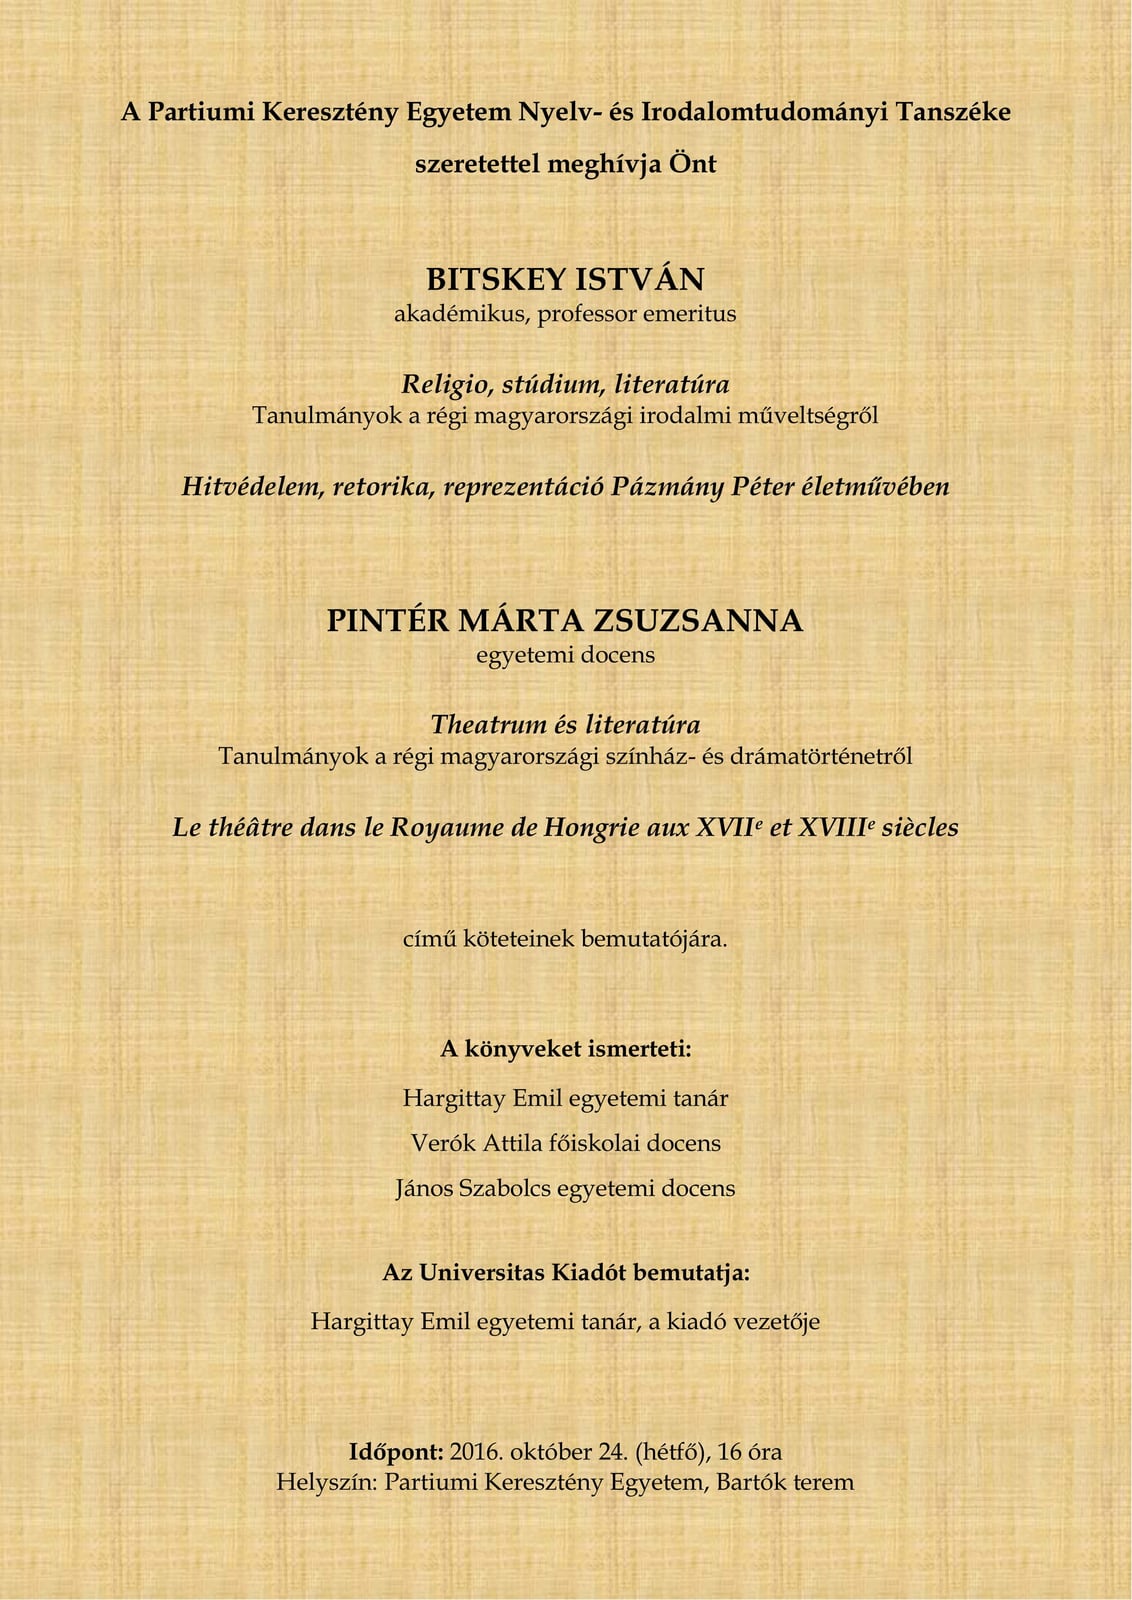 A Partiumi Keresztény Egyetem Nyelv- és Irodalomtudományi Tanszéke
szeretettel meghívja Önt
BITSKEY ISTVÁN
akadémikus, professor emeritus
Religio, stúdium, literatúra
Tanulmányok a régi magyarországi irodalmi műveltségről
Hitvédelem, retorika, reprezentáció Pázmány Péter életművében
PINTÉR MÁRTA ZSUZSANNA
egyetemi docens
Theatrum és literatúra
Tanulmányok a régi magyarországi színház- és drámatörténetről
Le théâtre dans le Royaume de Hongrie aux XVIIᵉ et XVIIIᵉ siècles
című köteteinek bemutatójára.
A könyveket ismerteti:
Hargittay Emil egyetemi tanár
Verók Attila főiskolai docens
János Szabolcs egyetemi docens
Az Universitas Kiadót bemutatja:
Hargittay Emil egyetemi tanár, a kiadó vezetője
Időpont: 2016. október 24. (hétfő), 16 óra
Helyszín: Partiumi Keresztény Egyetem, Bartók terem